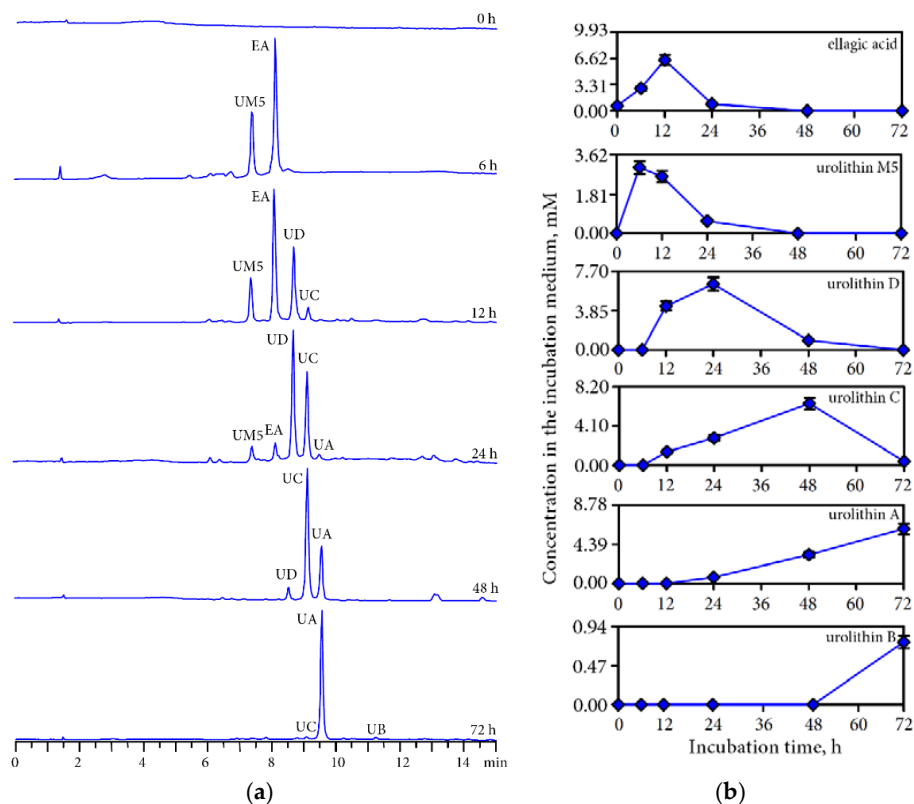 0 h
EA
UM5
6 h
EA
UD
UM5
UC
12 h
UD
UC
UM5
EA
UA
24 h
UC
UA
UD
48 h
UA
UC
UB
72 h
0 2 4 6 8 10 12 14 min
(a)
Concentration in the incubation medium, mM
9.93
ellagic acid
6.62
3.31
0.00
0 12 24 36 48 60 72
3.62
urolithin M5
1.81
0.00
0 12 24 36 48 60 72
7.70
urolithin D
3.85
0.00
0 12 24 36 48 60 72
8.20
urolithin C
4.10
0.00
0 12 24 36 48 60 72
8.78
urolithin A
4.39
0.00
0 12 24 36 48 60 72
0.94
urolithin B
0.47
0.00
0 12 24 36 48 60 72
Incubation time, h
(b)